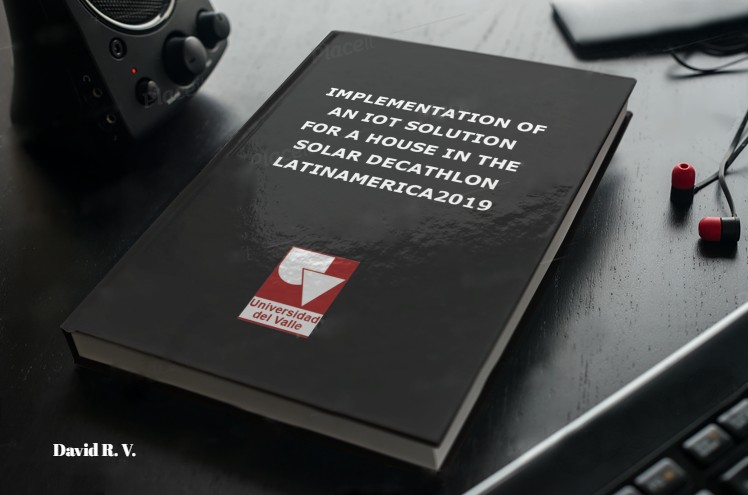 IMPLEMENTATION OF
AN IOT SOLUTION
FOR A HOUSE IN THE
SOLAR DECATHLON
LATINAMERICA2019
Universidad
del Valle
David R. V.